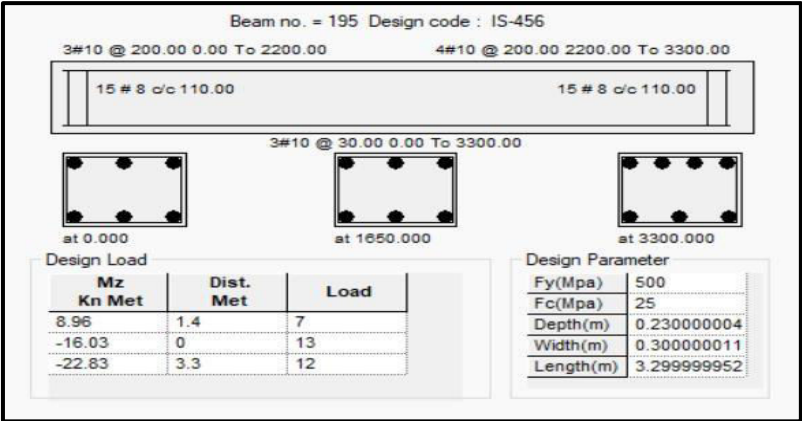 Beam no. = 195 Design code : IS-456
3#10 @ 200.00 0.00 To 2200.00 4#10 @ 200.00 2200.00 To 3300.00
15 # 8 c/c 110.00 15 # 8 c/c 110.00
3#10 @ 30.00 0.00 To 3300.00
at 0.000 at 1650.000 at 3300.000
Design Load
Mz Kn Met Dist. Met Load
8.96 1.4 7
-16.03 0 13
-22.83 3.3 12
Design Parameter
Fy(Mpa) 500
Fc(Mpa) 25
Depth(m) 0.230000004
Width(m) 0.300000011
Length(m) 3.299999952